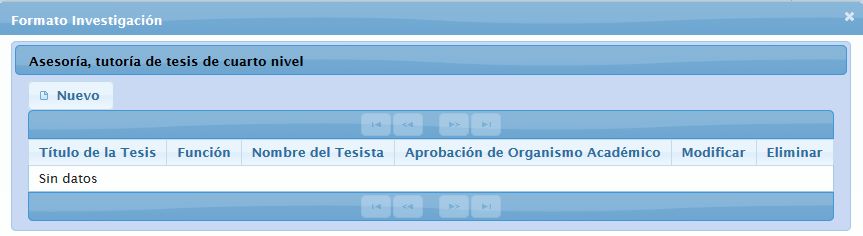 Formato Investigación
Asesoría, tutoría de tesis de cuarto nivel
Nuevo
Título de la Tesis Función Nombre del Tesista Aprobación de Organismo Académico Modificar Eliminar
Sin datos